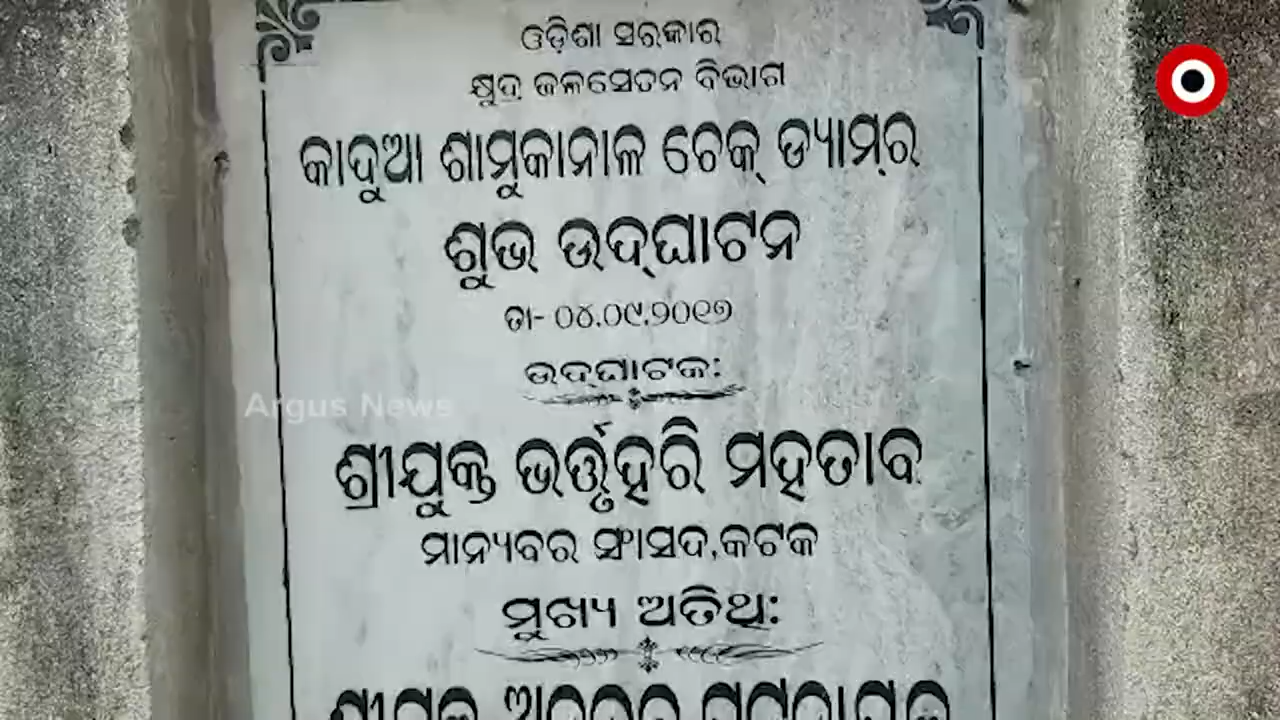 ଓଡ଼ିଶା ସରକାର
କ୍ଷୁଦ୍ର ଜଳସେଚନ ବିଭାଗ
କାଦୁଆ ଶାମୁକାନାଳ ଚେକ୍ ଡ୍ୟାମ୍‌ର
ଶୁଭ ଉଦ୍‌ଘାଟନ
ତା- ୦୪.୦୯.୨୦୧୭
ଉଦ୍‌ଘାଟକ:
Argus News
ଶ୍ରୀଯୁକ୍ତ ଭର୍ତ୍ତୃହରି ମହତାବ
ମାନ୍ୟବର ସାଂସଦ,କଟକ
ମୁଖ୍ୟ ଅତିଥି: